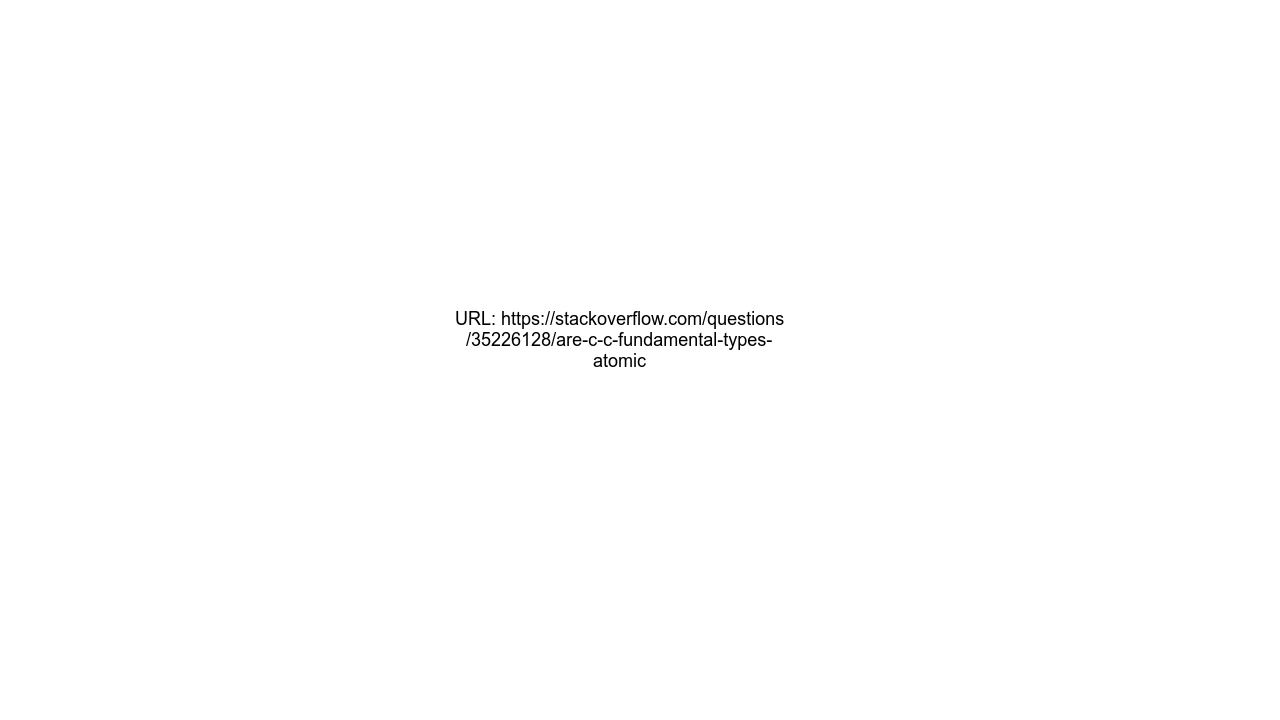 URL: https://stackoverflow.com/questions
/35226128/are-c-c-fundamental-types-
atomic